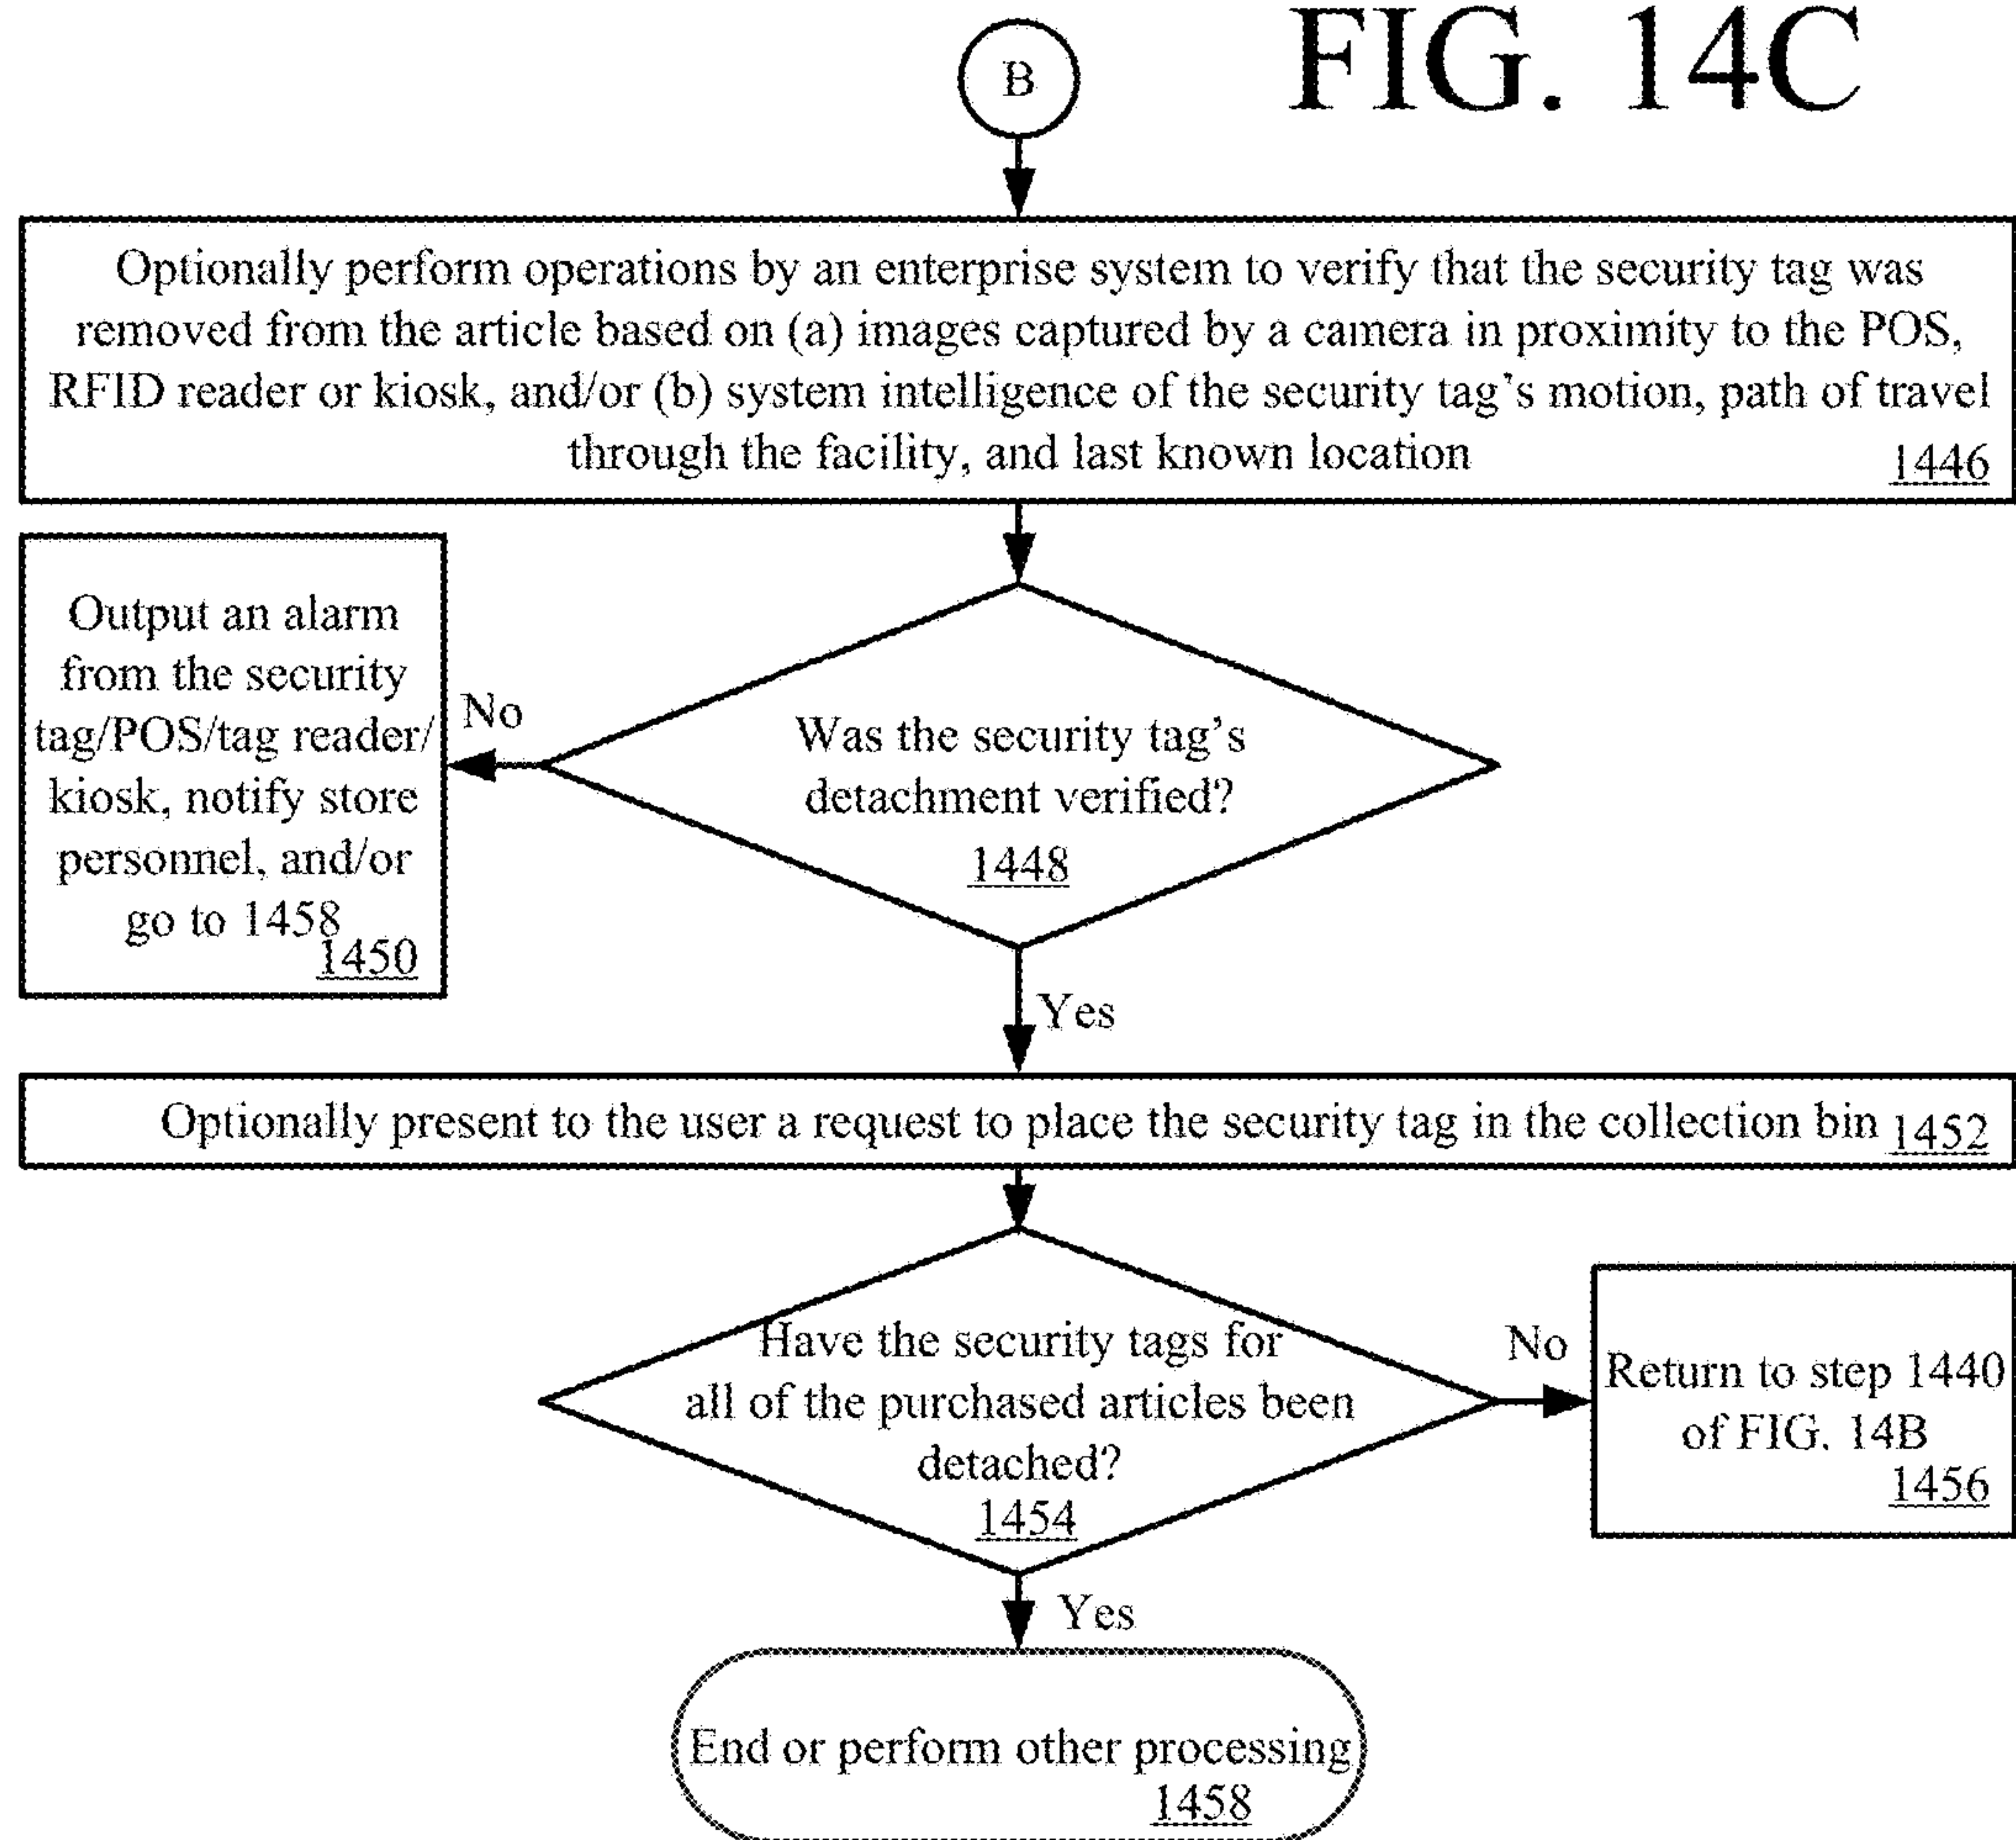 FIG. 14C
B
Optionally perform operations by an enterprise system to verify that the security tag was
removed from the article based on (a) images captured by a camera in proximity to the POS,
RFID reader or kiosk, and/or (b) system intelligence of the security tag's motion, path of travel
through the facility, and last known location
1446
Output an alarm
from the security
tag/POS/tag reader/
kiosk, notify store
personnel, and/or
go to 1458
1450
No
Was the security tag's
detachment verified?
1448
Yes
Optionally present to the user a request to place the security tag in the collection bin 1452
Have the security tags for
all of the purchased articles been
detached?
1454
No
Return to step 1440
of FIG. 14B
1456
Yes
End or perform other processing
1458